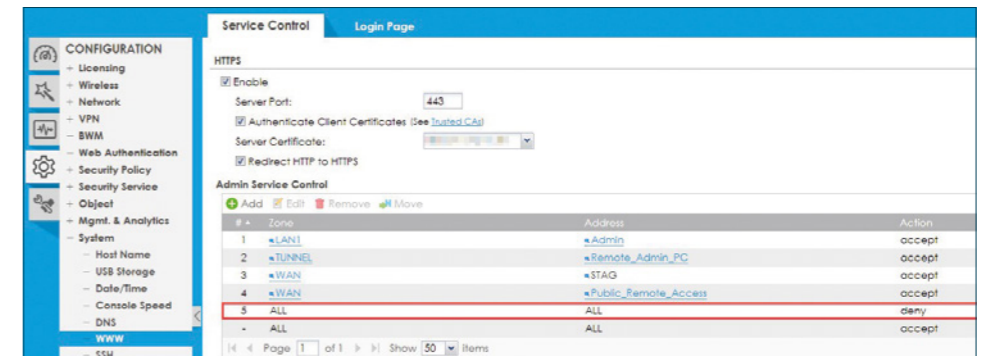 Service Control Login Page
CONFIGURATION
+ Licensing
+ Wireless
+ Network
+ VPN
− BWM
− Web Authentication
+ Security Policy
+ Security Service
+ Object
+ Mgmt. & Analytics
− System
− Host Name
− USB Storage
− Date/Time
− Console Speed
− DNS
− WWW
− SSH
HTTPS
Enable
Server Port: 443
Authenticate Client Certificates (See Trusted CAs)
Server Certificate:
Redirect HTTP to HTTPS
Admin Service Control
Add Edit Remove Move
# Zone Address Action
1 LAN1 Admin accept
2 TUNNEL Remote_Admin_PC accept
3 WAN STAG accept
4 WAN Public_Remote_Access accept
5 ALL ALL deny
- ALL ALL accept
Page 1 of 1 Show 50 items